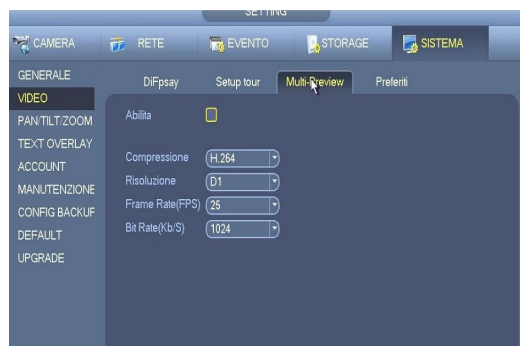 SETTING
CAMERA RETE EVENTO STORAGE SISTEMA
GENERALE
VIDEO
PAN/TILT/ZOOM
TEXT OVERLAY
ACCOUNT
MANUTENZIONE
CONFIG BACKUF
DEFAULT
UPGRADE
DiFpsay Setup tour Multi-Preview Preferiti
Abilita
Compressione H.264
Risoluzione D1
Frame Rate(FPS) 25
Bit Rate(Kb/S) 1024